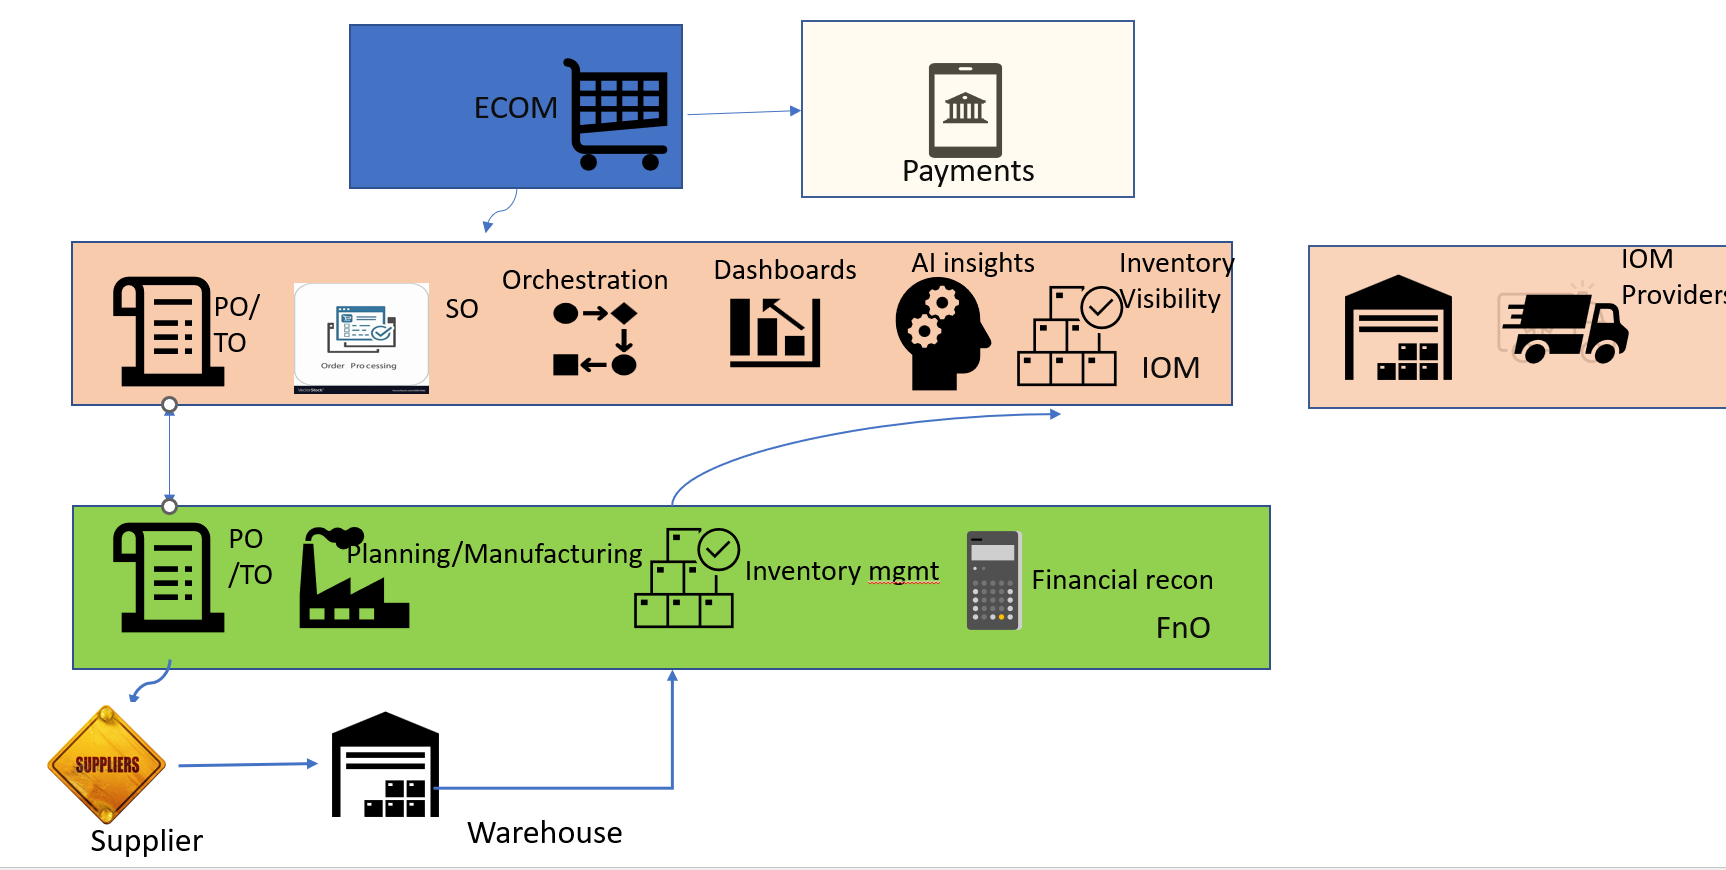 ECOM
Payments
PO/
TO
Order Processing
SO
Orchestration
Dashboards
AI insights
Inventory
Visibility
IOM
IOM
Providers
PO
/TO
Planning/Manufacturing
Inventory mgmt
Financial recon
FnO
SUPPLIERS
Supplier
Warehouse